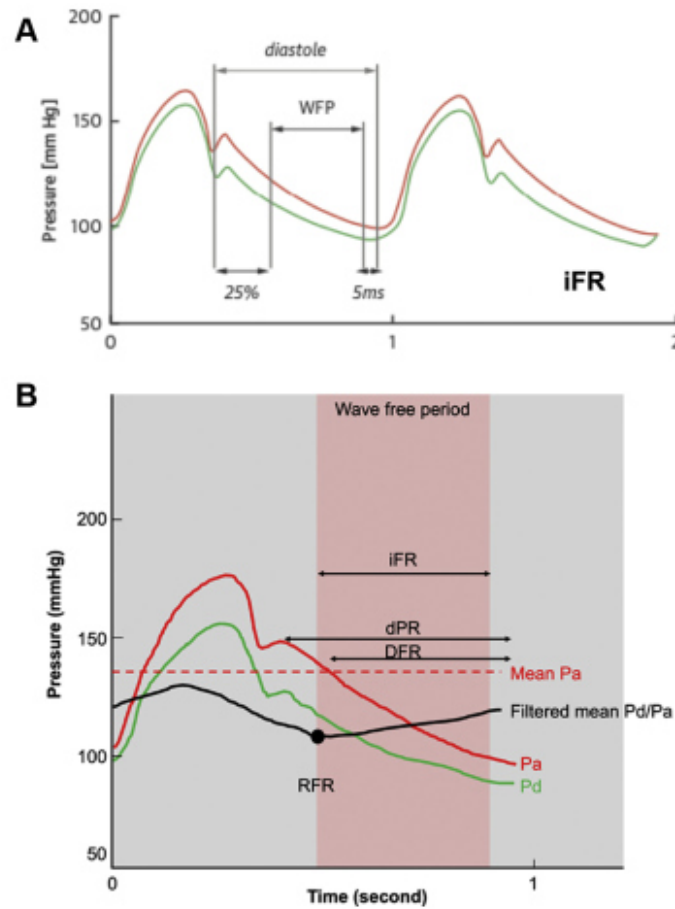 A
200
150
100
50
Pressure [mm Hg]
diastole
WFP
25%
5ms
iFR
0
1
2
B
Wave free period
200
150
100
50
Pressure (mmHg)
iFR
dPR
DFR
Mean Pa
Filtered mean Pd/Pa
Pa
Pd
RFR
0
1
Time (second)